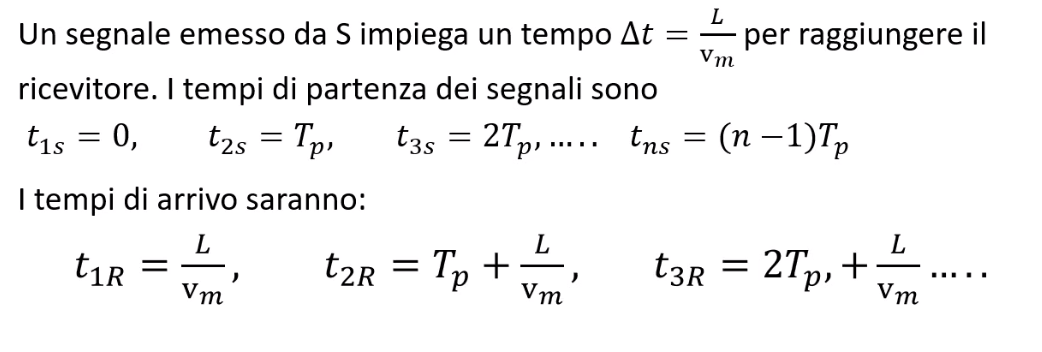 Un segnale emesso da S impiega un tempo Δt = L/v_m per raggiungere il
ricevitore. I tempi di partenza dei segnali sono
t_1s = 0, t_2s = T_p, t_3s = 2T_p, ..... t_ns = (n −1)T_p
I tempi di arrivo saranno:
t_1R = L/v_m, t_2R = T_p + L/v_m, t_3R = 2T_p, + L/v_m .....